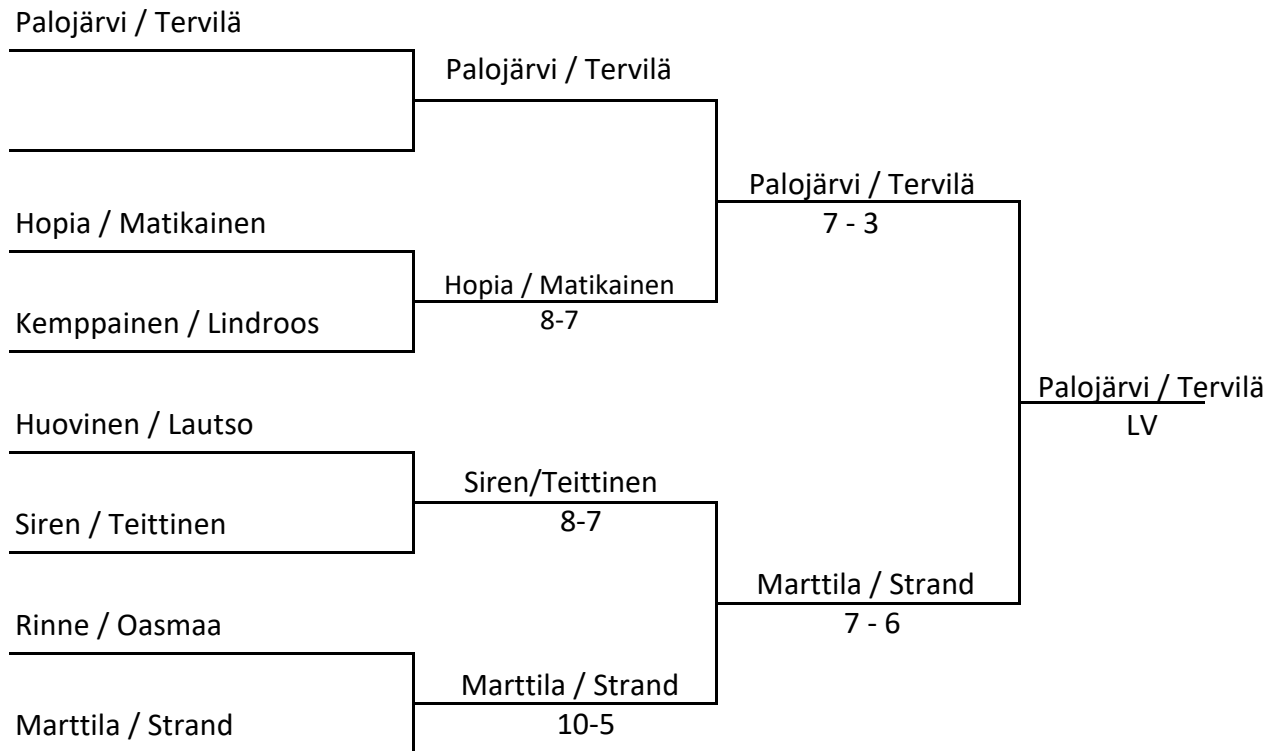 Palojärvi / Tervilä
Palojärvi / Tervilä
Palojärvi / Tervilä
7 - 3
Hopia / Matikainen
Hopia / Matikainen
8-7
Kemppainen / Lindroos
Palojärvi / Tervilä
LV
Huovinen / Lautso
Siren/Teittinen
8-7
Siren / Teittinen
Marttila / Strand
7 - 6
Rinne / Oasmaa
Marttila / Strand
10-5
Marttila / Strand